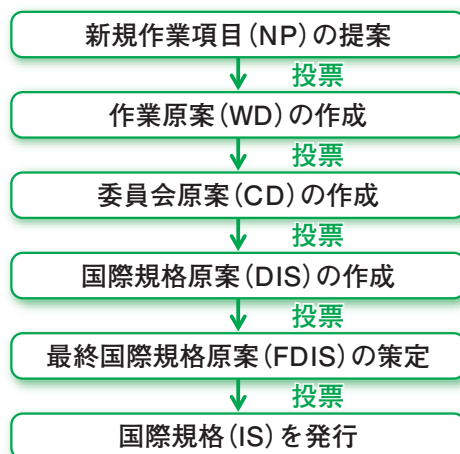 新規作業項目(NP)の提案
投票
作業原案(WD)の作成
投票
委員会原案(CD)の作成
投票
国際規格原案(DIS)の作成
投票
最終国際規格原案(FDIS)の策定
投票
国際規格(IS)を発行